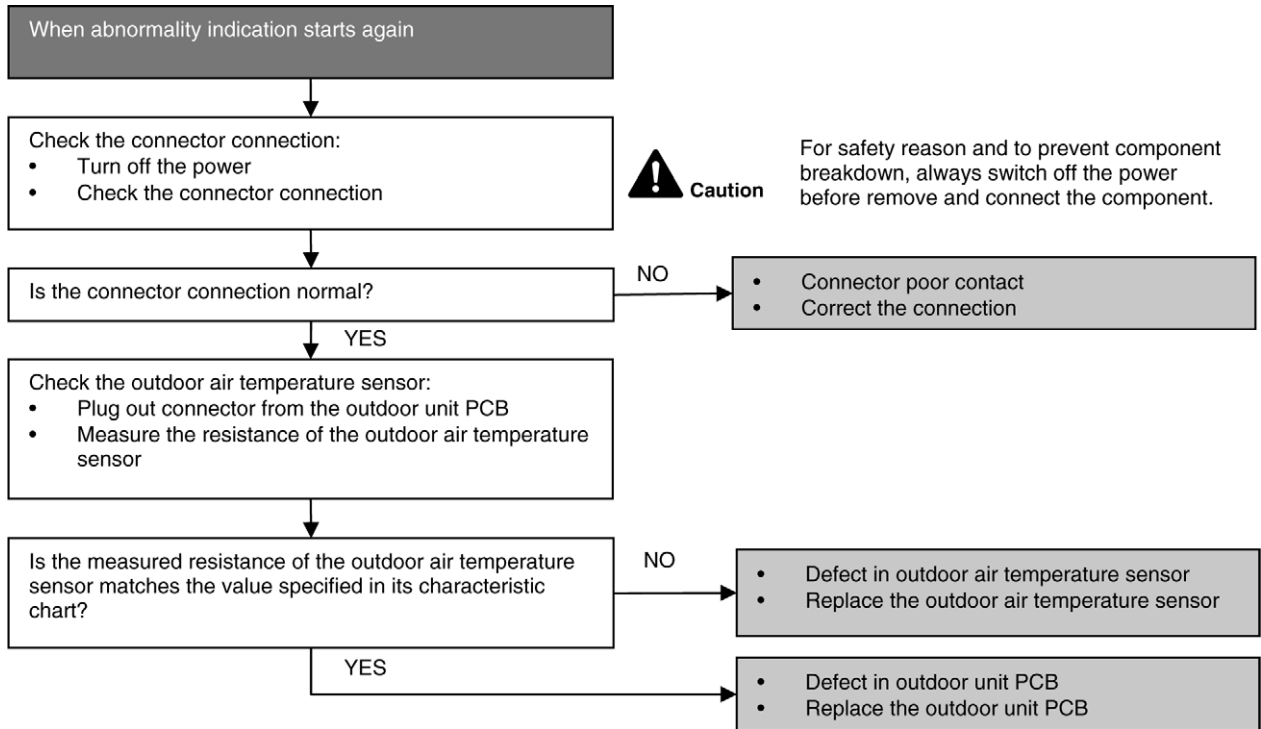 When abnormality indication starts again
Check the connector connection:
• Turn off the power
• Check the connector connection
Caution
For safety reason and to prevent component
breakdown, always switch off the power
before remove and connect the component.
Is the connector connection normal?
NO
• Connector poor contact
• Correct the connection
YES
Check the outdoor air temperature sensor:
• Plug out connector from the outdoor unit PCB
• Measure the resistance of the outdoor air temperature
sensor
Is the measured resistance of the outdoor air temperature
sensor matches the value specified in its characteristic
chart?
NO
• Defect in outdoor air temperature sensor
• Replace the outdoor air temperature sensor
YES
• Defect in outdoor unit PCB
• Replace the outdoor unit PCB